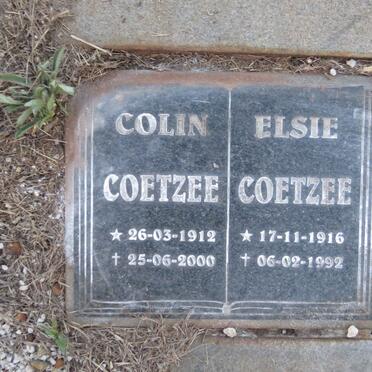 COLIN
COETZEE
★ 26-03-1912
† 25-06-2000
ELSIE
COETZEE
★ 17-11-1916
† 06-02-1992